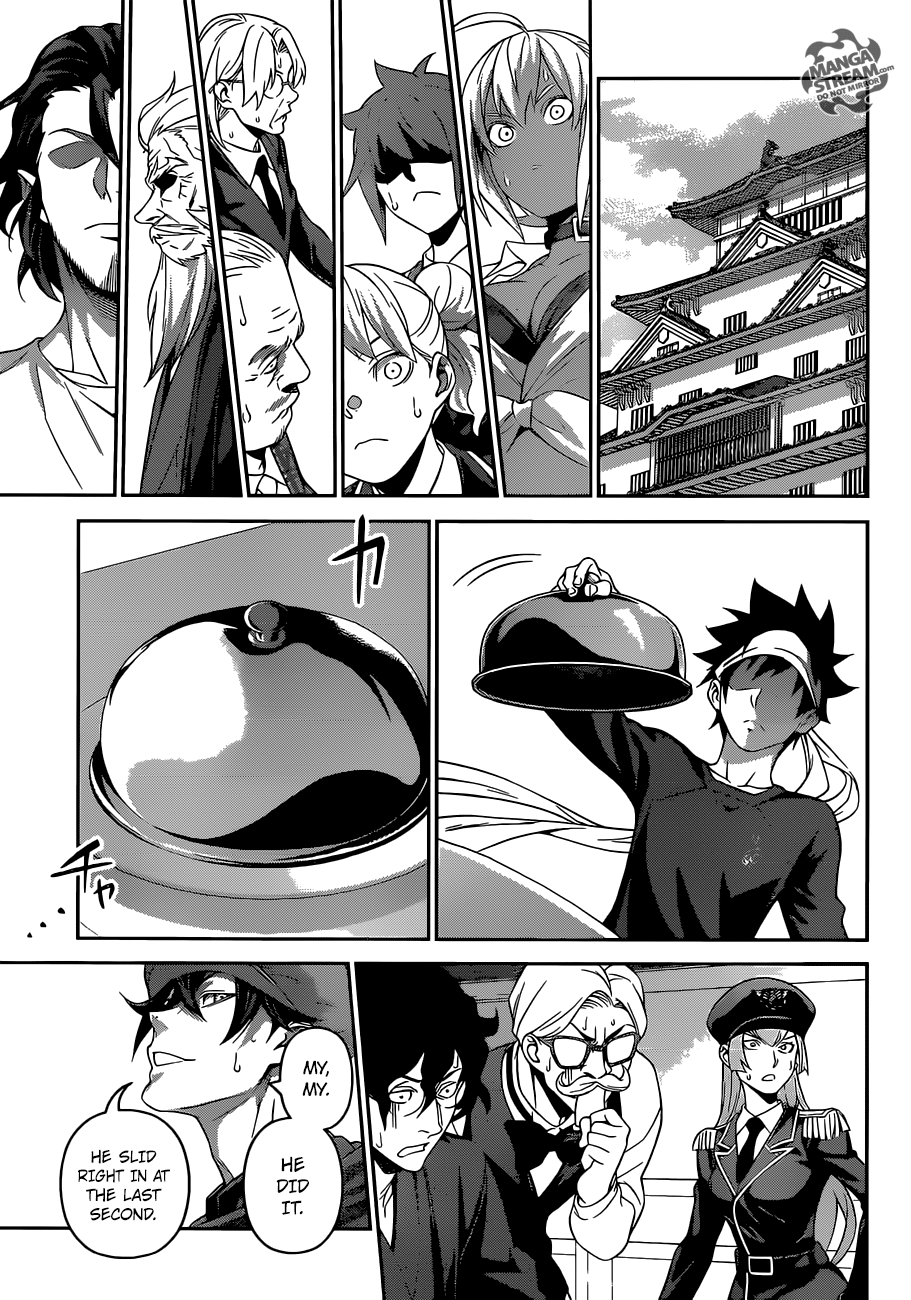 MANGA
STREAM.com
DO NOT MIRROR
カ
チャ
....
MY,
MY.
HE
DID
IT.
HE SLID
RIGHT IN AT
THE LAST
SECOND.